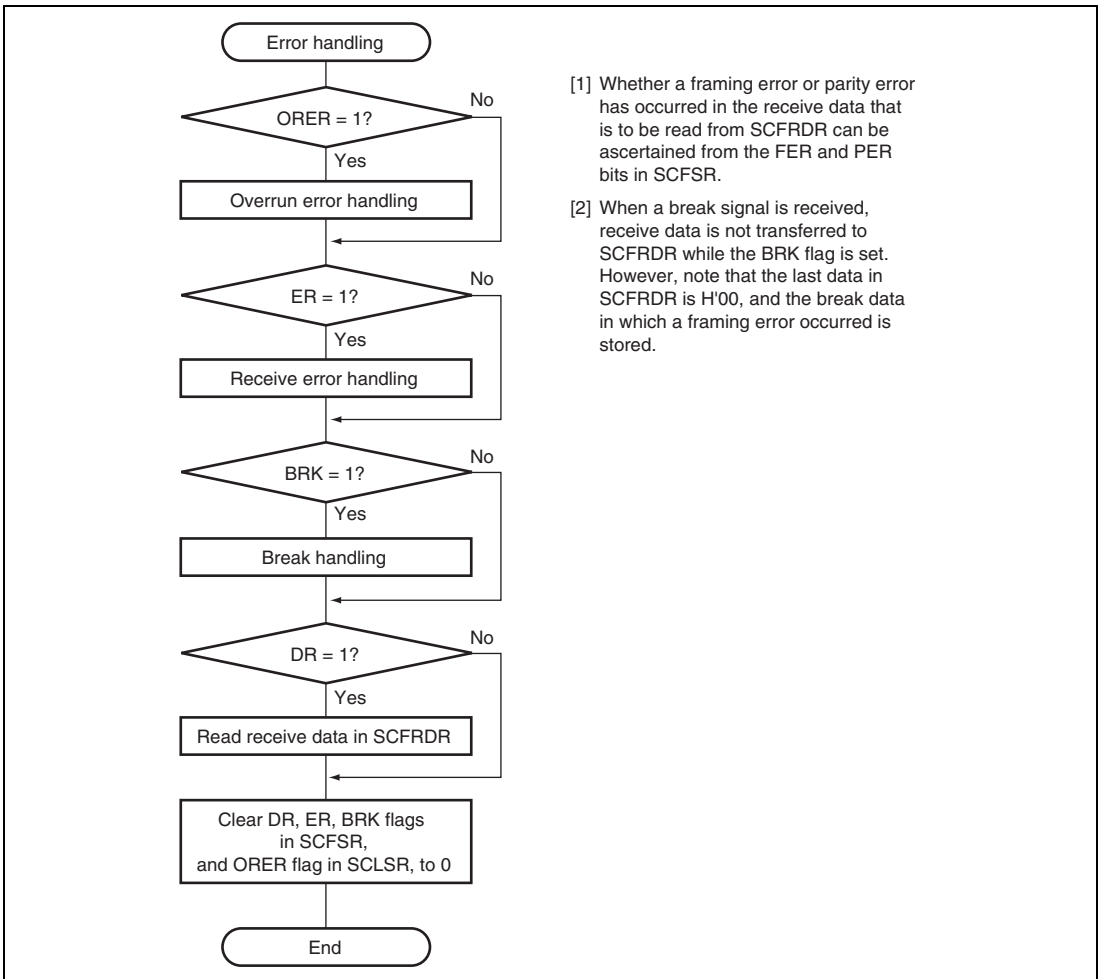 Error handling
ORER = 1?
No
Yes
Overrun error handling
ER = 1?
No
Yes
Receive error handling
BRK = 1?
No
Yes
Break handling
DR = 1?
No
Yes
Read receive data in SCFRDR
Clear DR, ER, BRK flags
in SCFSR,
and ORER flag in SCLSR, to 0
End
[1] Whether a framing error or parity error
has occurred in the receive data that
is to be read from SCFRDR can be
ascertained from the FER and PER
bits in SCFSR.
[2] When a break signal is received,
receive data is not transferred to
SCFRDR while the BRK flag is set.
However, note that the last data in
SCFRDR is H'00, and the break data
in which a framing error occurred is
stored.